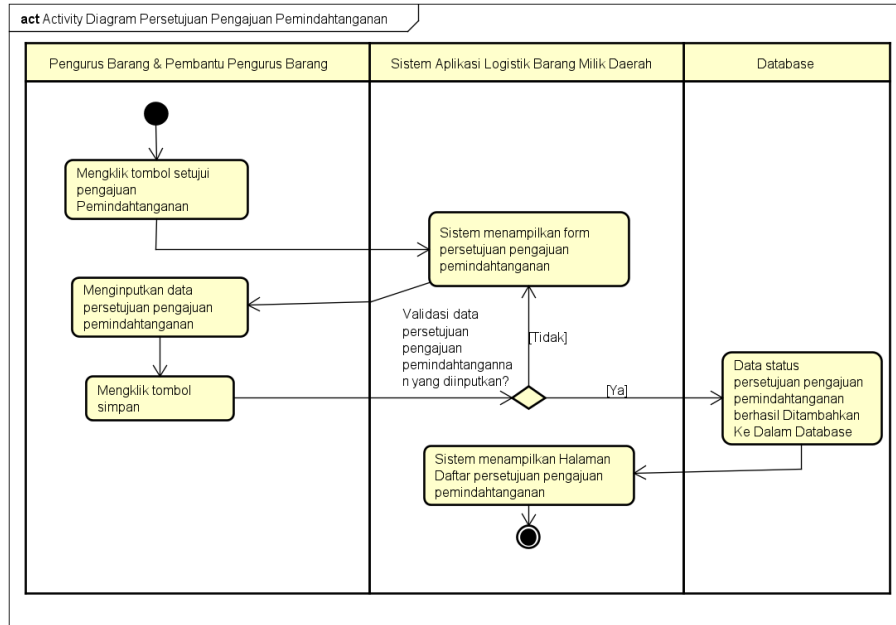 act Activity Diagram Persetujuan Pengajuan Pemindahtanganan
Pengurus Barang & Pembantu Pengurus Barang
Sistem Aplikasi Logistik Barang Milik Daerah
Database
Mengklik tombol setujui
pengajuan
Pemindahtanganan
Sistem menampilkan form
persetujuan pengajuan
pemindahtanganan
Menginputkan data
persetujuan pengajuan
pemindahtanganan
Validasi data
persetujuan
pengajuan
pemindahtanganna
n yang diinputkan?
[Tidak]
Mengklik tombol
simpan
[Ya]
Data status
persetujuan pengajuan
pemindahtanganan
berhasil Ditambahkan
Ke Dalam Database
Sistem menampilkan Halaman
Daftar persetujuan pengajuan
pemindahtanganan